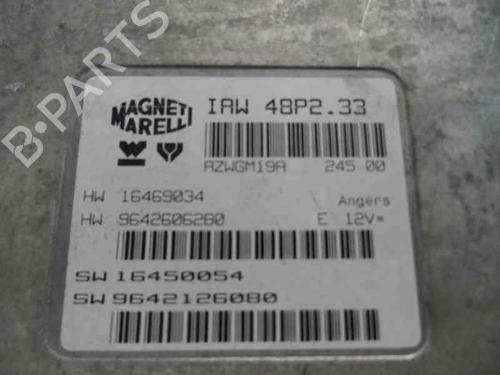 B-PARTS
MAGNETI MARELLI
IAW 48P2.33
AZWGM19A 245 00
HW 16469034 Angers
HW 9642606280 E 12V=
SW 16450054
SW 9642126080